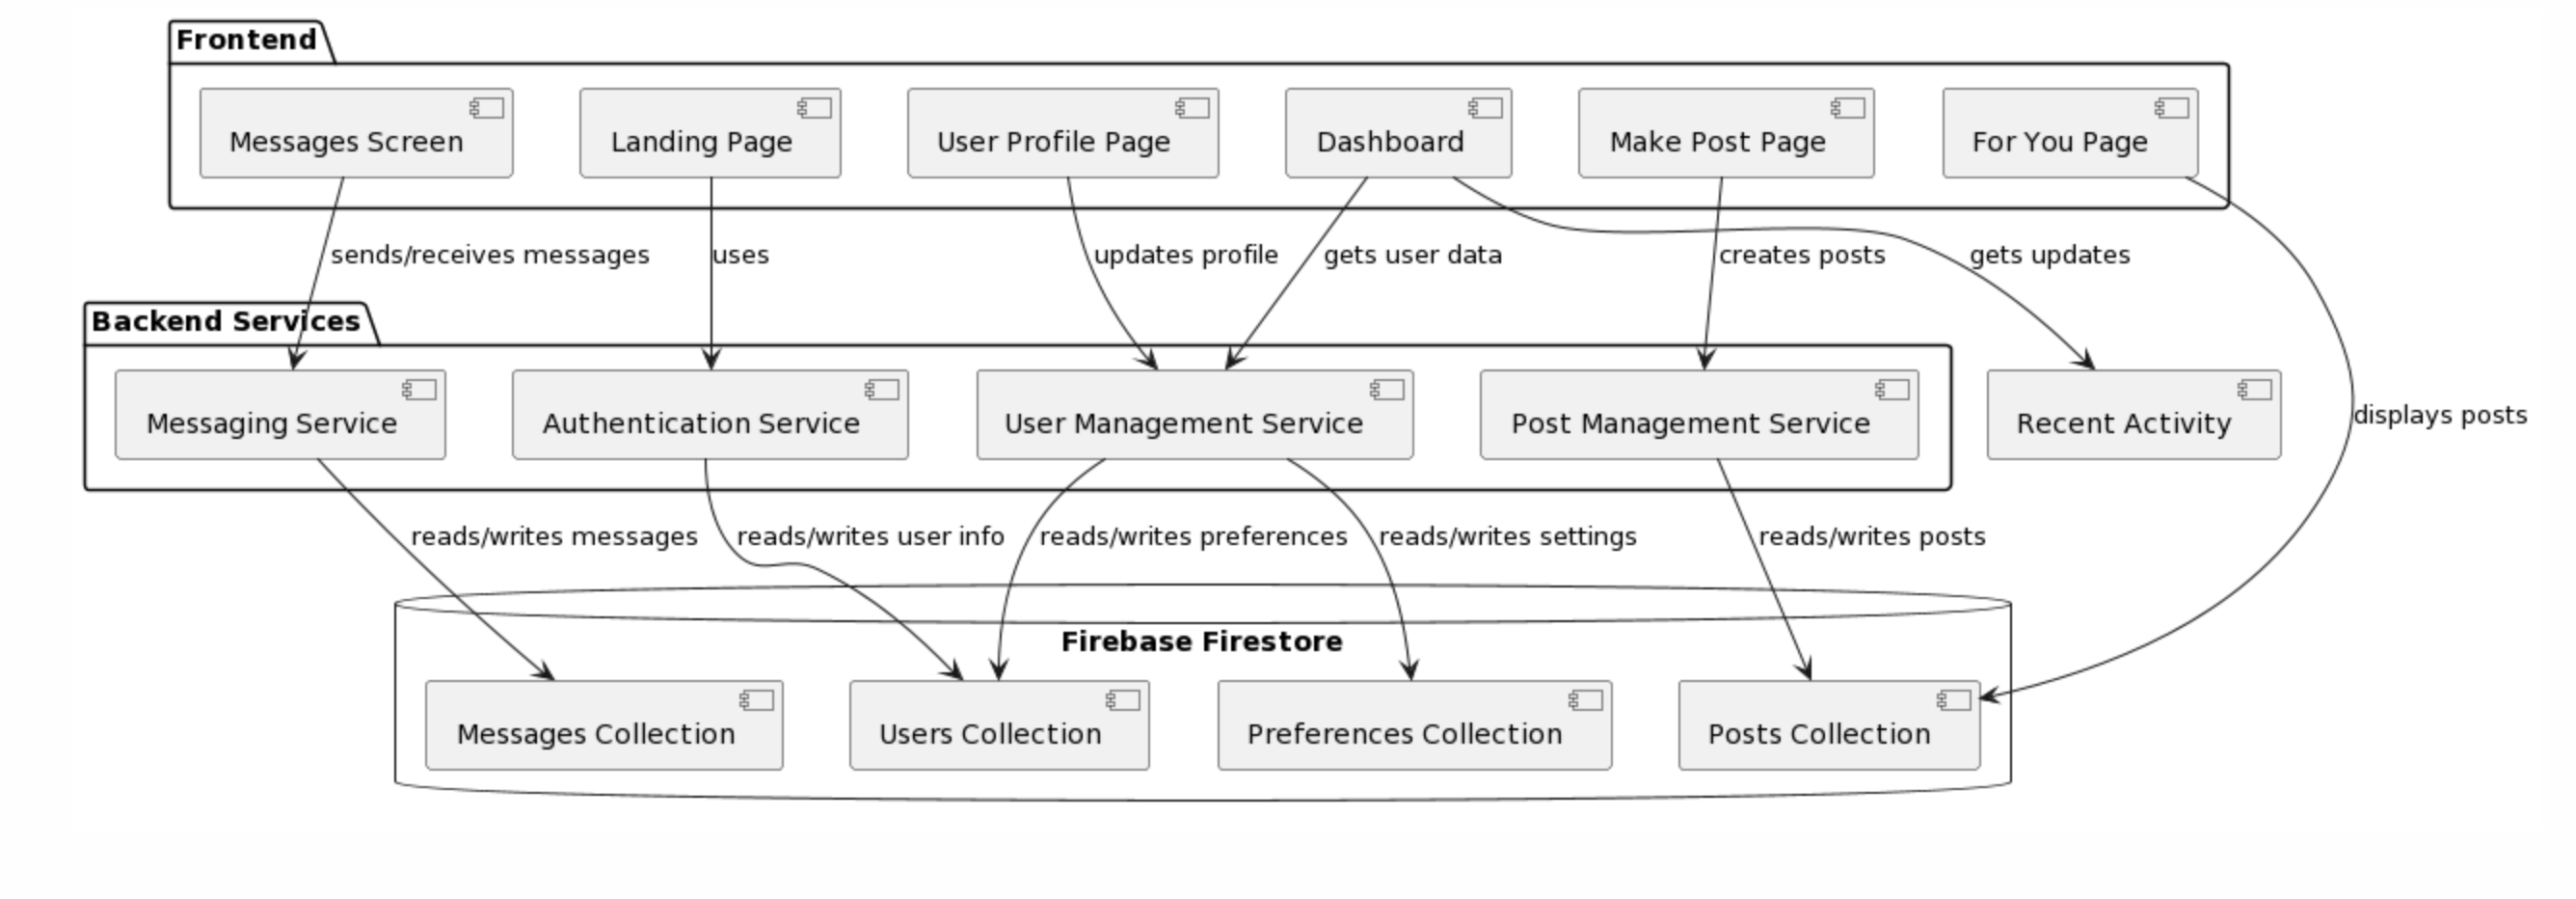 Frontend
Messages Screen
Landing Page
User Profile Page
Dashboard
Make Post Page
For You Page
sends/receives messages
uses
updates profile
gets user data
creates posts
gets updates
Backend Services
Messaging Service
Authentication Service
User Management Service
Post Management Service
Recent Activity
displays posts
reads/writes messages
reads/writes user info
reads/writes preferences
reads/writes settings
reads/writes posts
Firebase Firestore
Messages Collection
Users Collection
Preferences Collection
Posts Collection